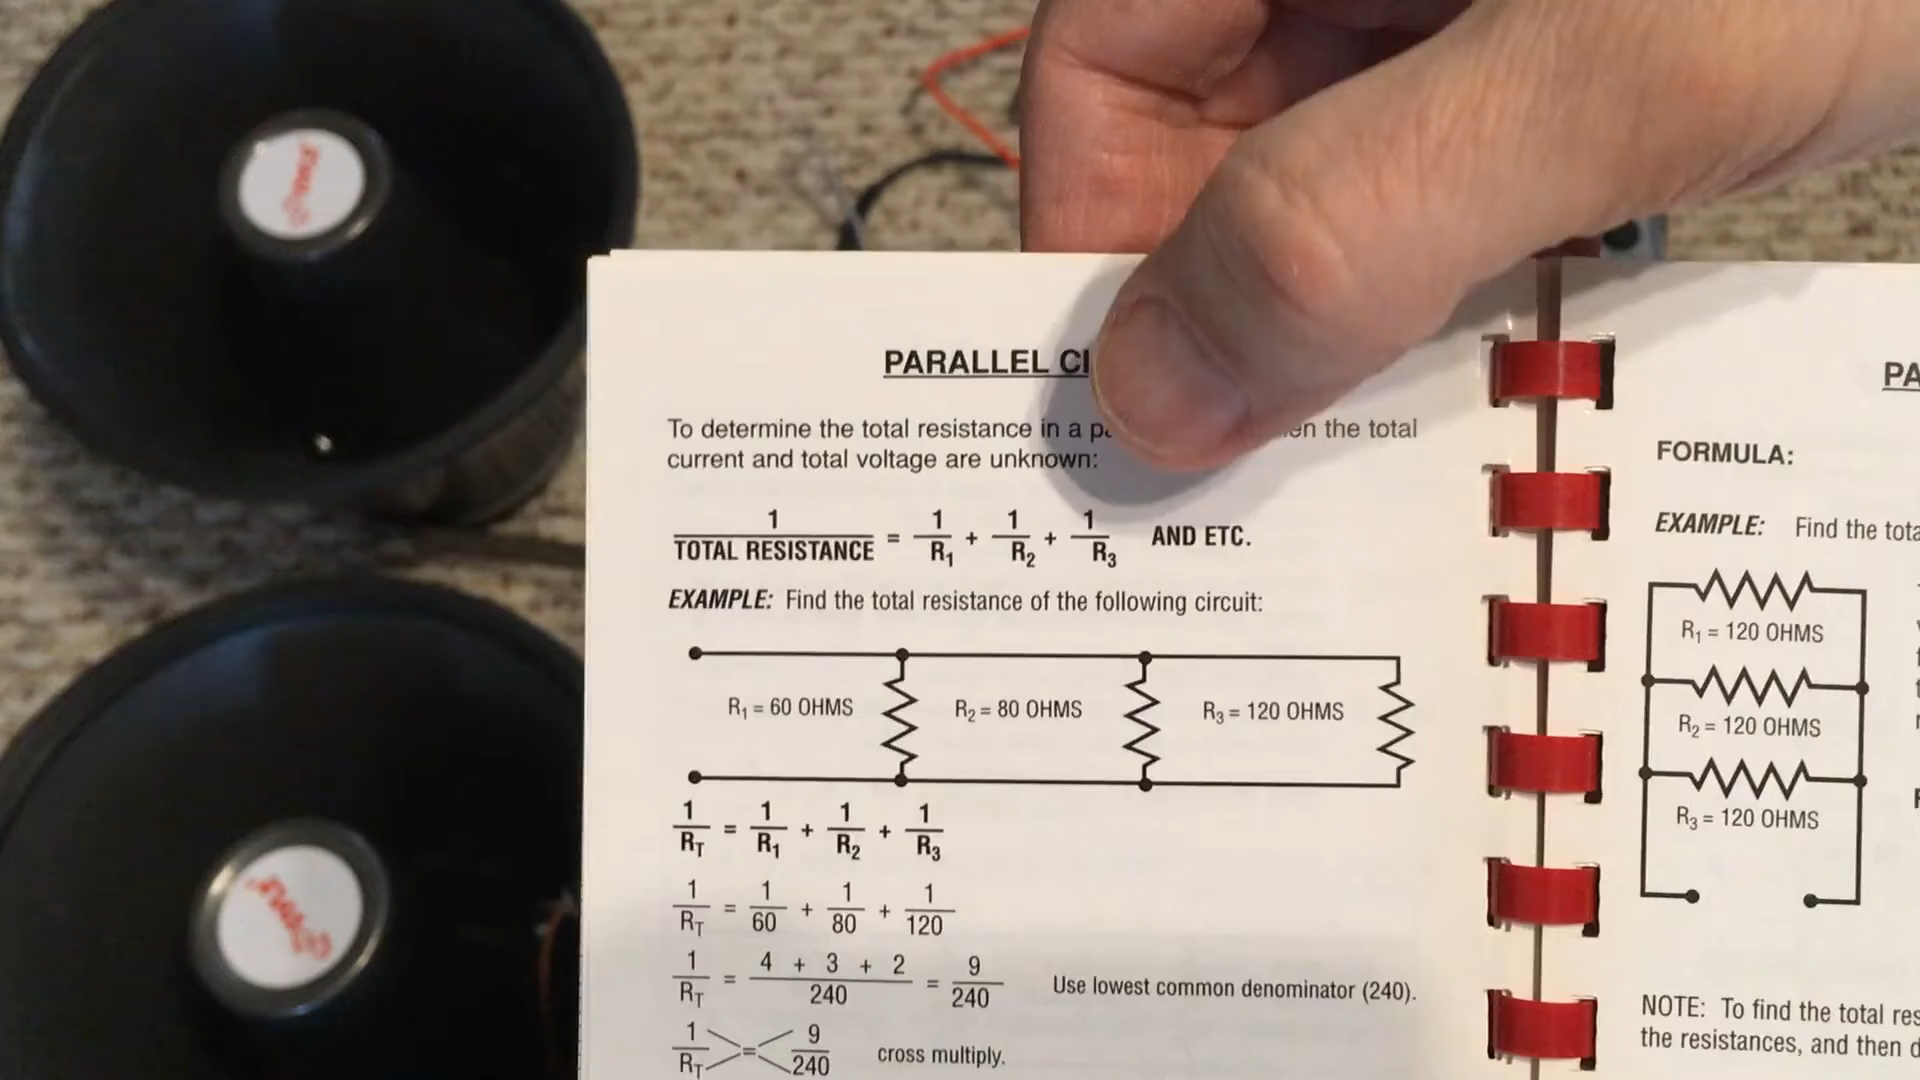 PARALLEL CI
To determine the total resistance in a pa en the total
current and total voltage are unknown:
1/TOTAL RESISTANCE = 1/R₁ + 1/R₂ + 1/R₃ AND ETC.
EXAMPLE: Find the total resistance of the following circuit:
R₁ = 60 OHMS R₂ = 80 OHMS R₃ = 120 OHMS
1/R_T = 1/R₁ + 1/R₂ + 1/R₃
1/R_T = 1/60 + 1/80 + 1/120
1/R_T = 4 + 3 + 2/240 = 9/240 Use lowest common denominator (240).
1/R_T = 9/240 cross multiply.
PA
FORMULA:
EXAMPLE: Find the tota
R₁ = 120 OHMS
R₂ = 120 OHMS
R₃ = 120 OHMS
NOTE: To find the total res
the resistances, and then d